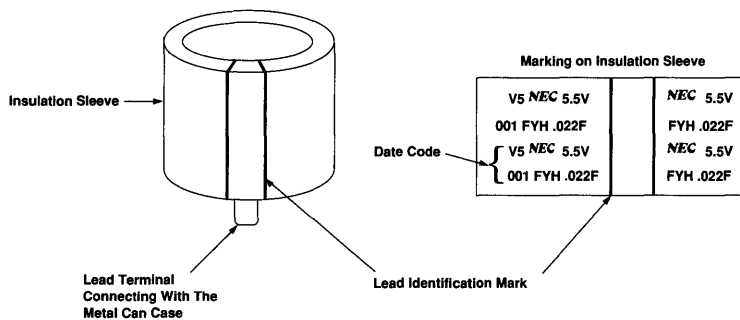 Marking on Insulation Sleeve
Insulation Sleeve
V5 NEC 5.5V
NEC 5.5V
001 FYH .022F
FYH .022F
Date Code
V5 NEC 5.5V
NEC 5.5V
001 FYH .022F
FYH .022F
Lead Terminal
Connecting With The
Metal Can Case
Lead Identification Mark